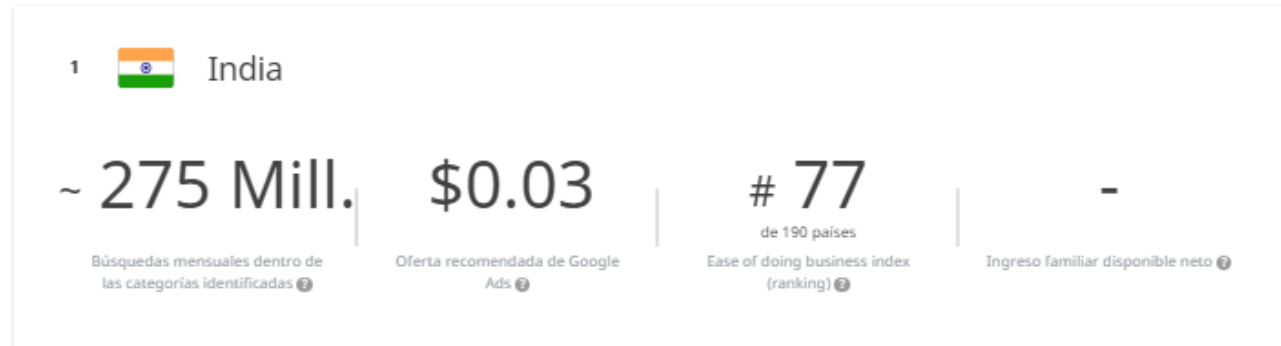 1 India
~ 275 Mill. $0.03 # 77 -
de 190 países
Búsquedas mensuales dentro de Oferta recomendada de Google Ease of doing business index Ingreso familiar disponible neto ?
las categorías identificadas ? Ads ? (ranking) ?